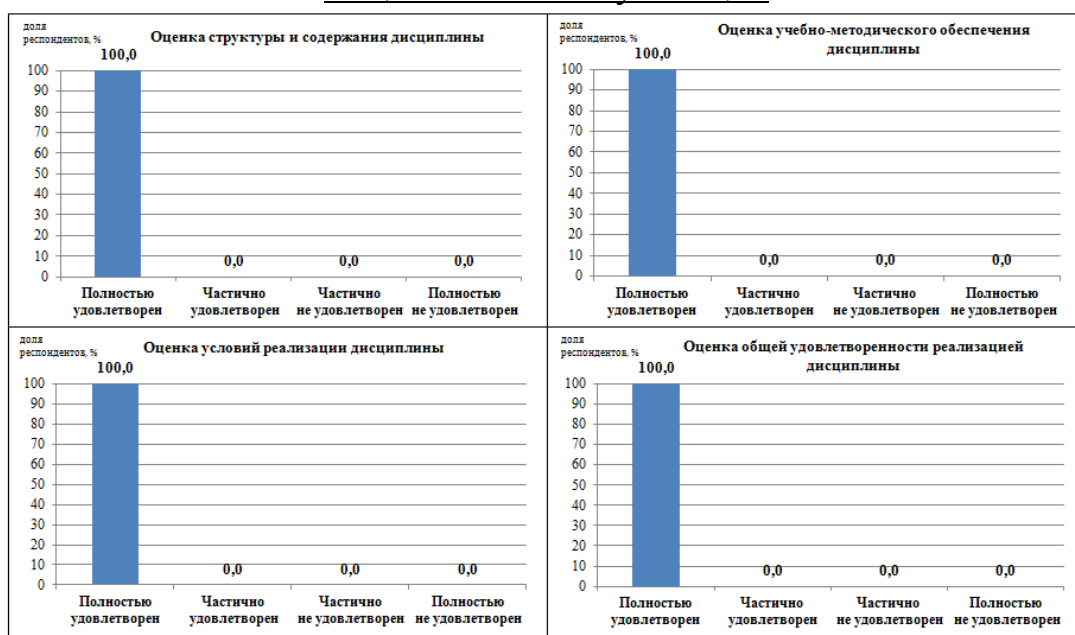 доля
респондентов, %
Оценка структуры и содержания дисциплины
100,0
100
90
80
70
60
50
40
30
20
10
0
0,0 0,0 0,0
Полностью Частично Частично Полностью
удовлетворен удовлетворен не удовлетворен не удовлетворен
доля
респондентов, %
Оценка учебно-методического обеспечения
дисциплины
100,0
100
90
80
70
60
50
40
30
20
10
0
0,0 0,0 0,0
Полностью Частично Частично Полностью
удовлетворен удовлетворен не удовлетворен не удовлетворен
доля
респондентов, %
Оценка условий реализации дисциплины
100,0
100
90
80
70
60
50
40
30
20
10
0
0,0 0,0 0,0
Полностью Частично Частично Полностью
удовлетворен удовлетворен не удовлетворен не удовлетворен
доля
респондентов, %
Оценка общей удовлетворенности реализацией
дисциплины
100,0
100
90
80
70
60
50
40
30
20
10
0
0,0 0,0 0,0
Полностью Частично Частично Полностью
удовлетворен удовлетворен не удовлетворен не удовлетворен